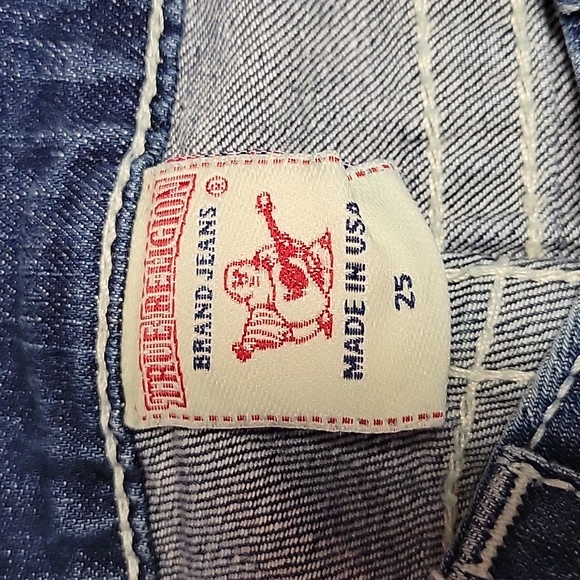 TRUE RELIGION
BRAND JEANS ®
MADE IN USA
25